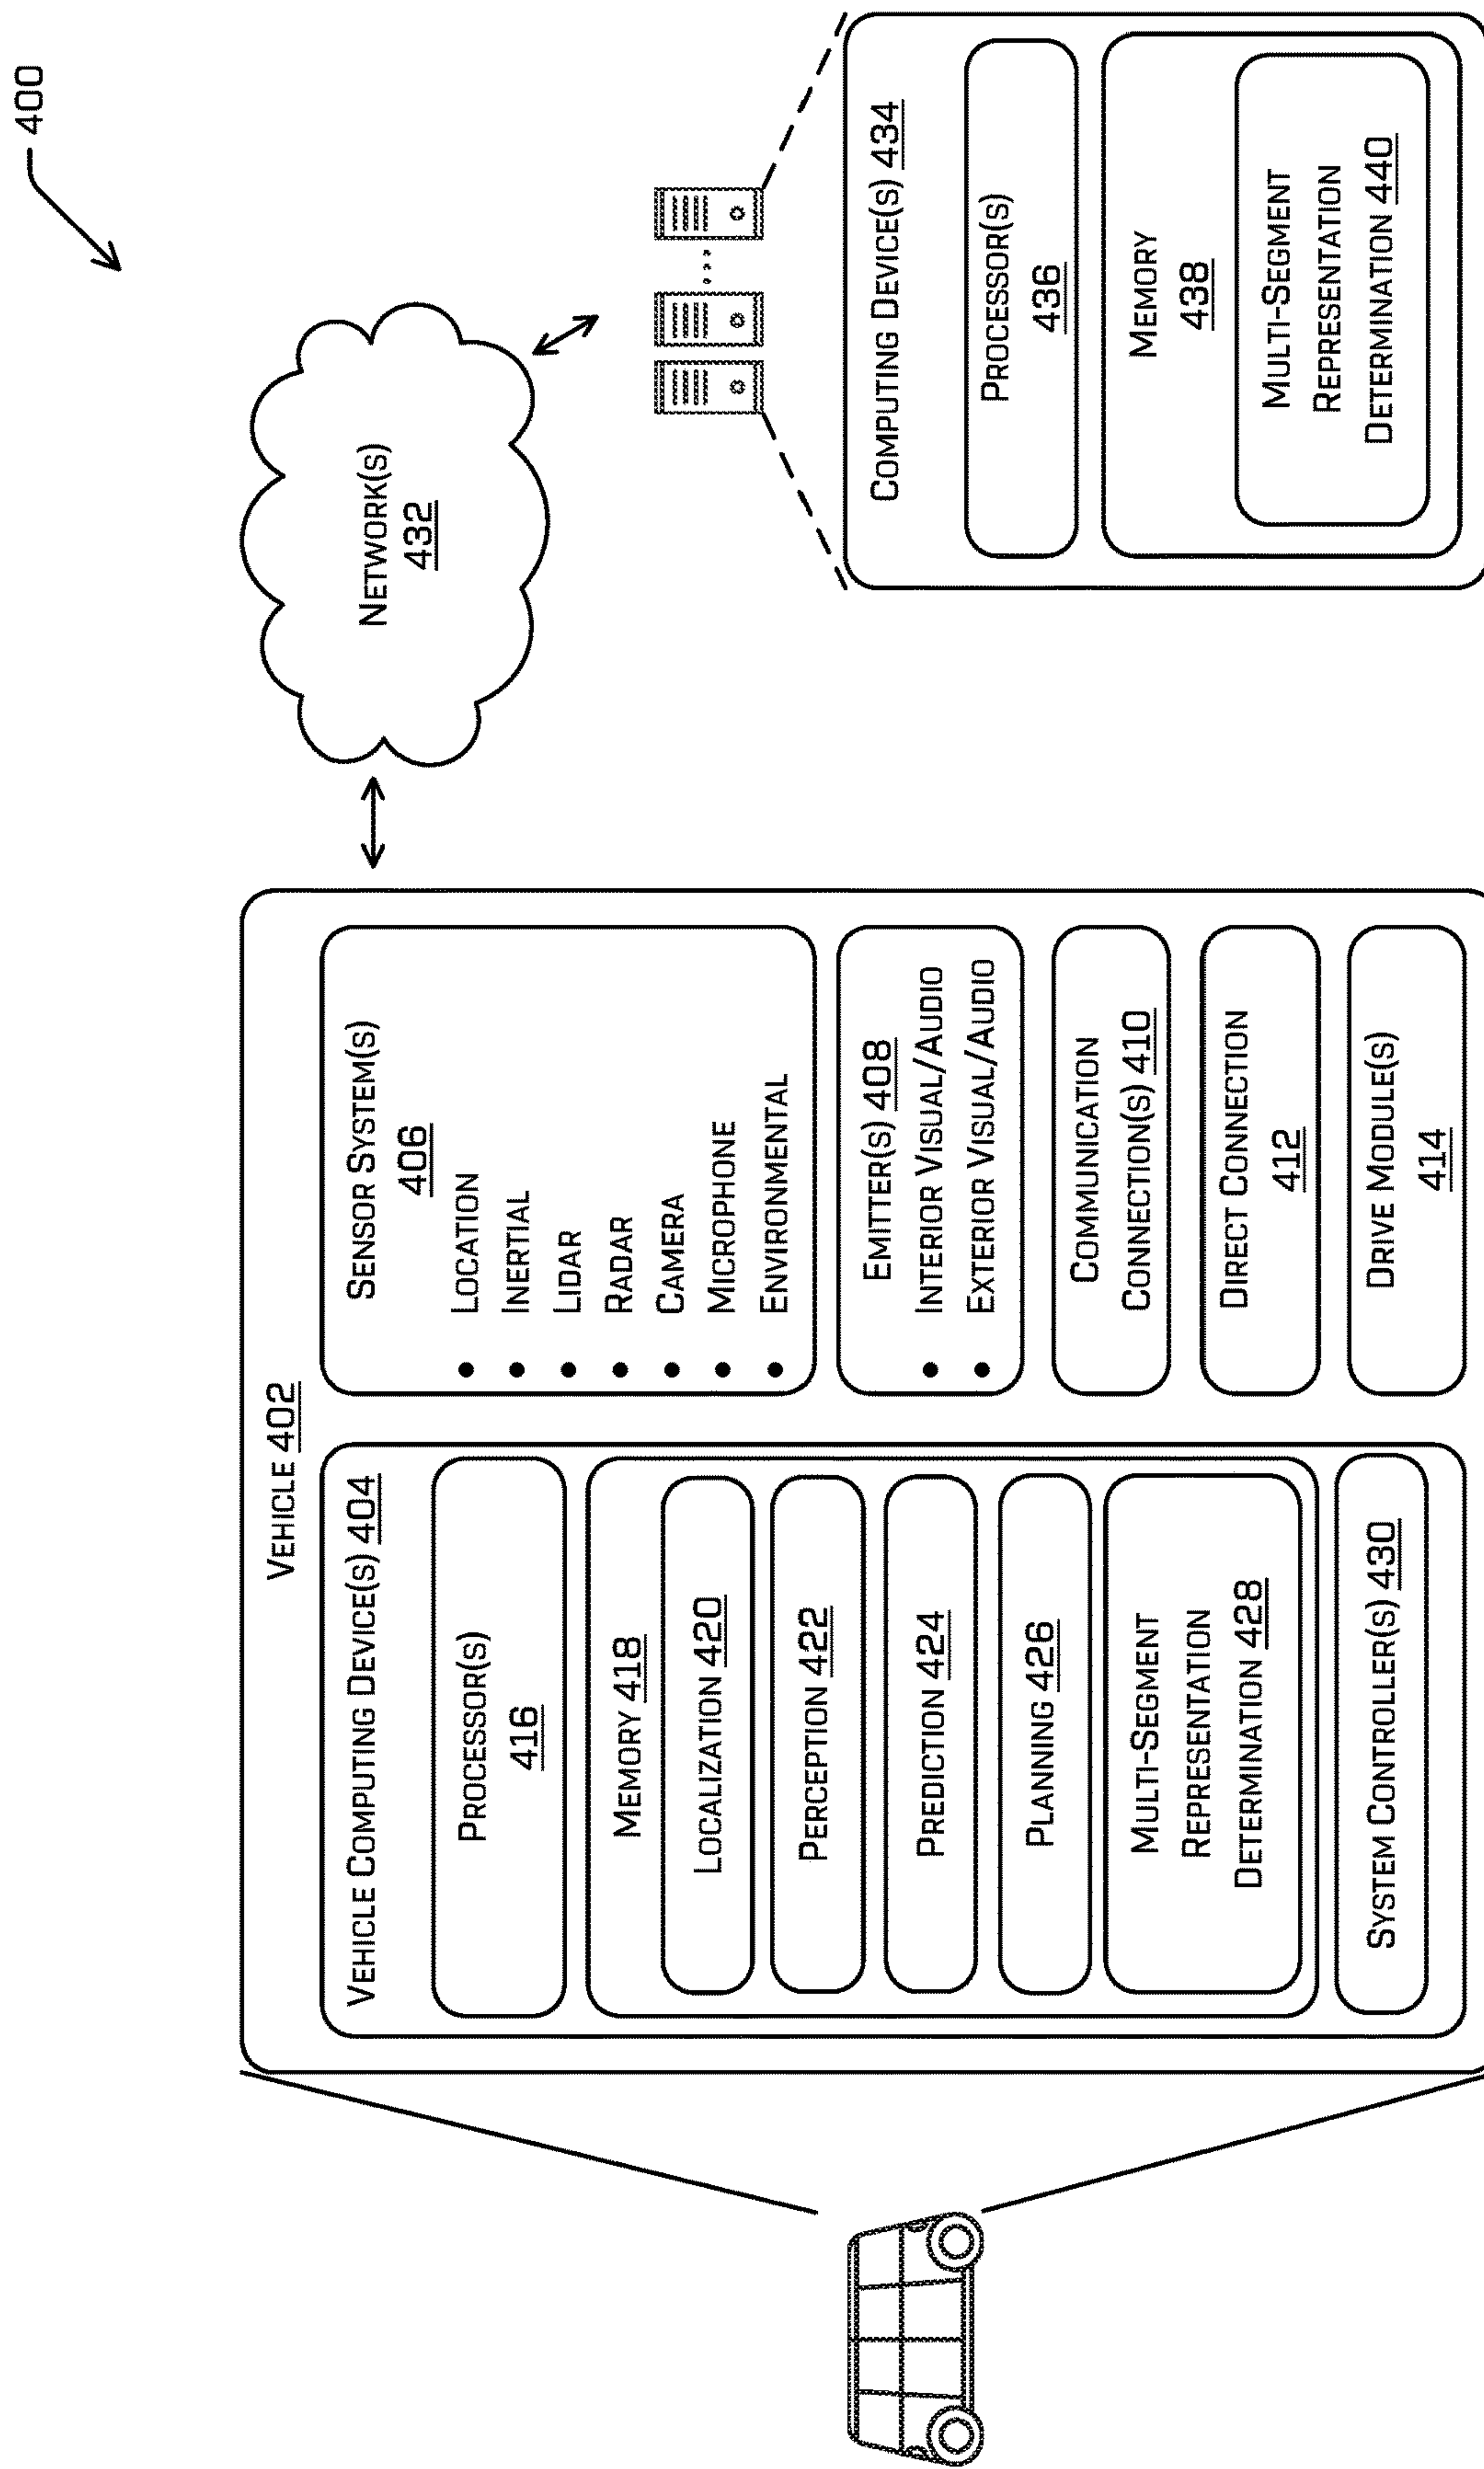 400
VEHICLE 402
VEHICLE COMPUTING DEVICE(S) 404
PROCESSOR(S)
416
MEMORY 418
LOCALIZATION 420
PERCEPTION 422
PREDICTION 424
PLANNING 426
MULTI-SEGMENT
REPRESENTATION
DETERMINATION 428
SYSTEM CONTROLLER(S) 430
SENSOR SYSTEM(S)
406
• LOCATION
• INERTIAL
• LIDAR
• RADAR
• CAMERA
• MICROPHONE
• ENVIRONMENTAL
EMITTER(S) 408
• INTERIOR VISUAL/AUDIO
• EXTERIOR VISUAL/AUDIO
COMMUNICATION
CONNECTION(S) 410
DIRECT CONNECTION
412
DRIVE MODULE(S)
414
NETWORK(S)
432
COMPUTING DEVICE(S) 434
PROCESSOR(S)
436
MEMORY
438
MULTI-SEGMENT
REPRESENTATION
DETERMINATION 440